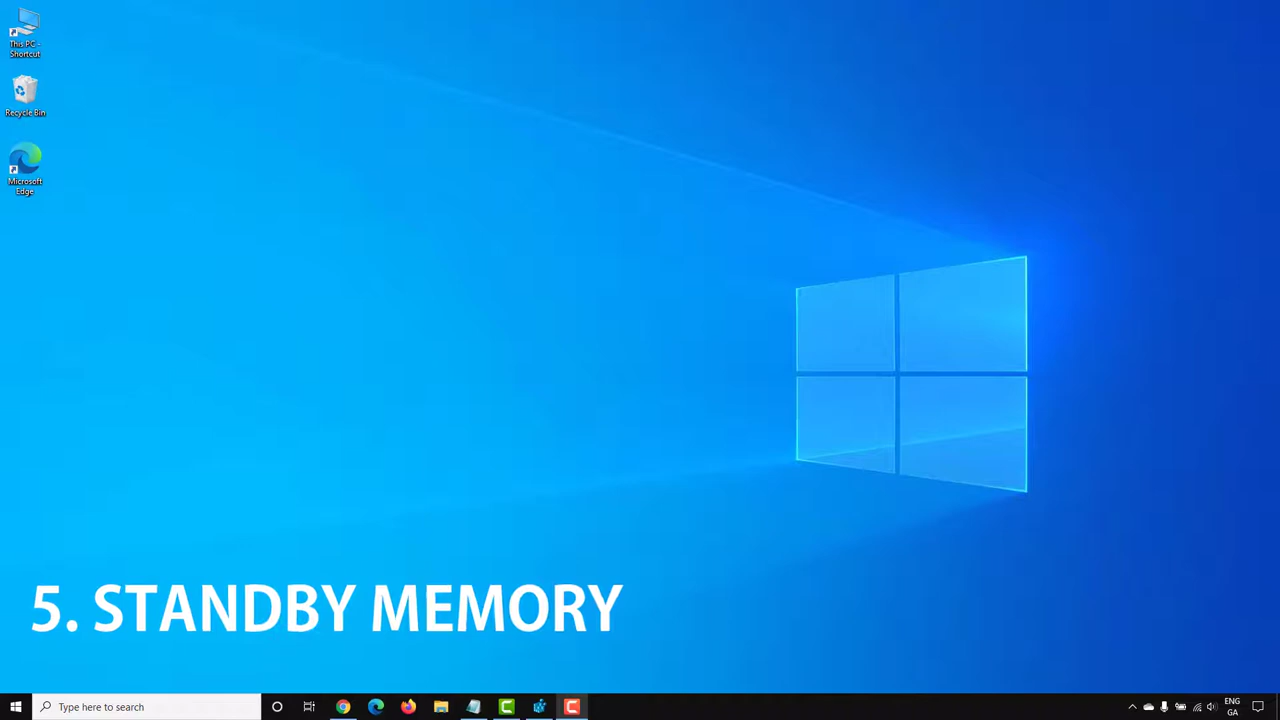 This PC -
Shortcut
Recycle Bin
Microsoft
Edge
5. STANDBY MEMORY
Type here to search
ENG
GA